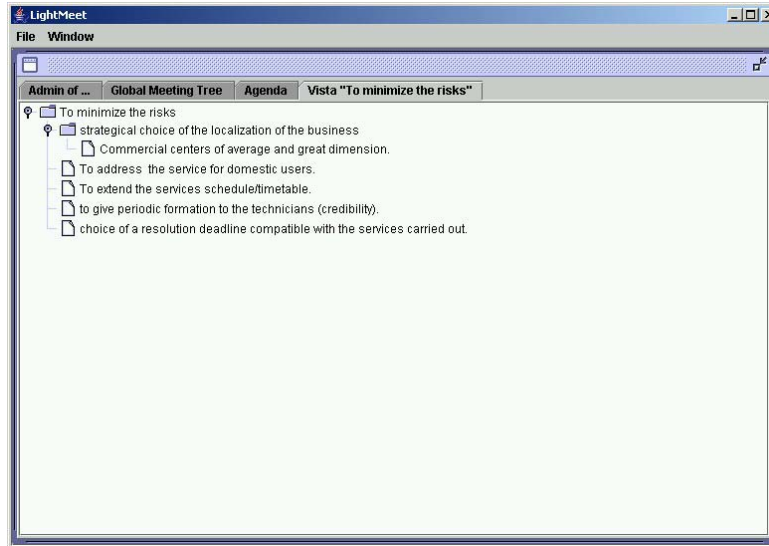 LightMeet
File Window
Admin of ... Global Meeting Tree Agenda Vista "To minimize the risks"
To minimize the risks
strategical choice of the localization of the business
Commercial centers of average and great dimension.
To address the service for domestic users.
To extend the services schedule/timetable.
to give periodic formation to the technicians (credibility).
choice of a resolution deadline compatible with the services carried out.